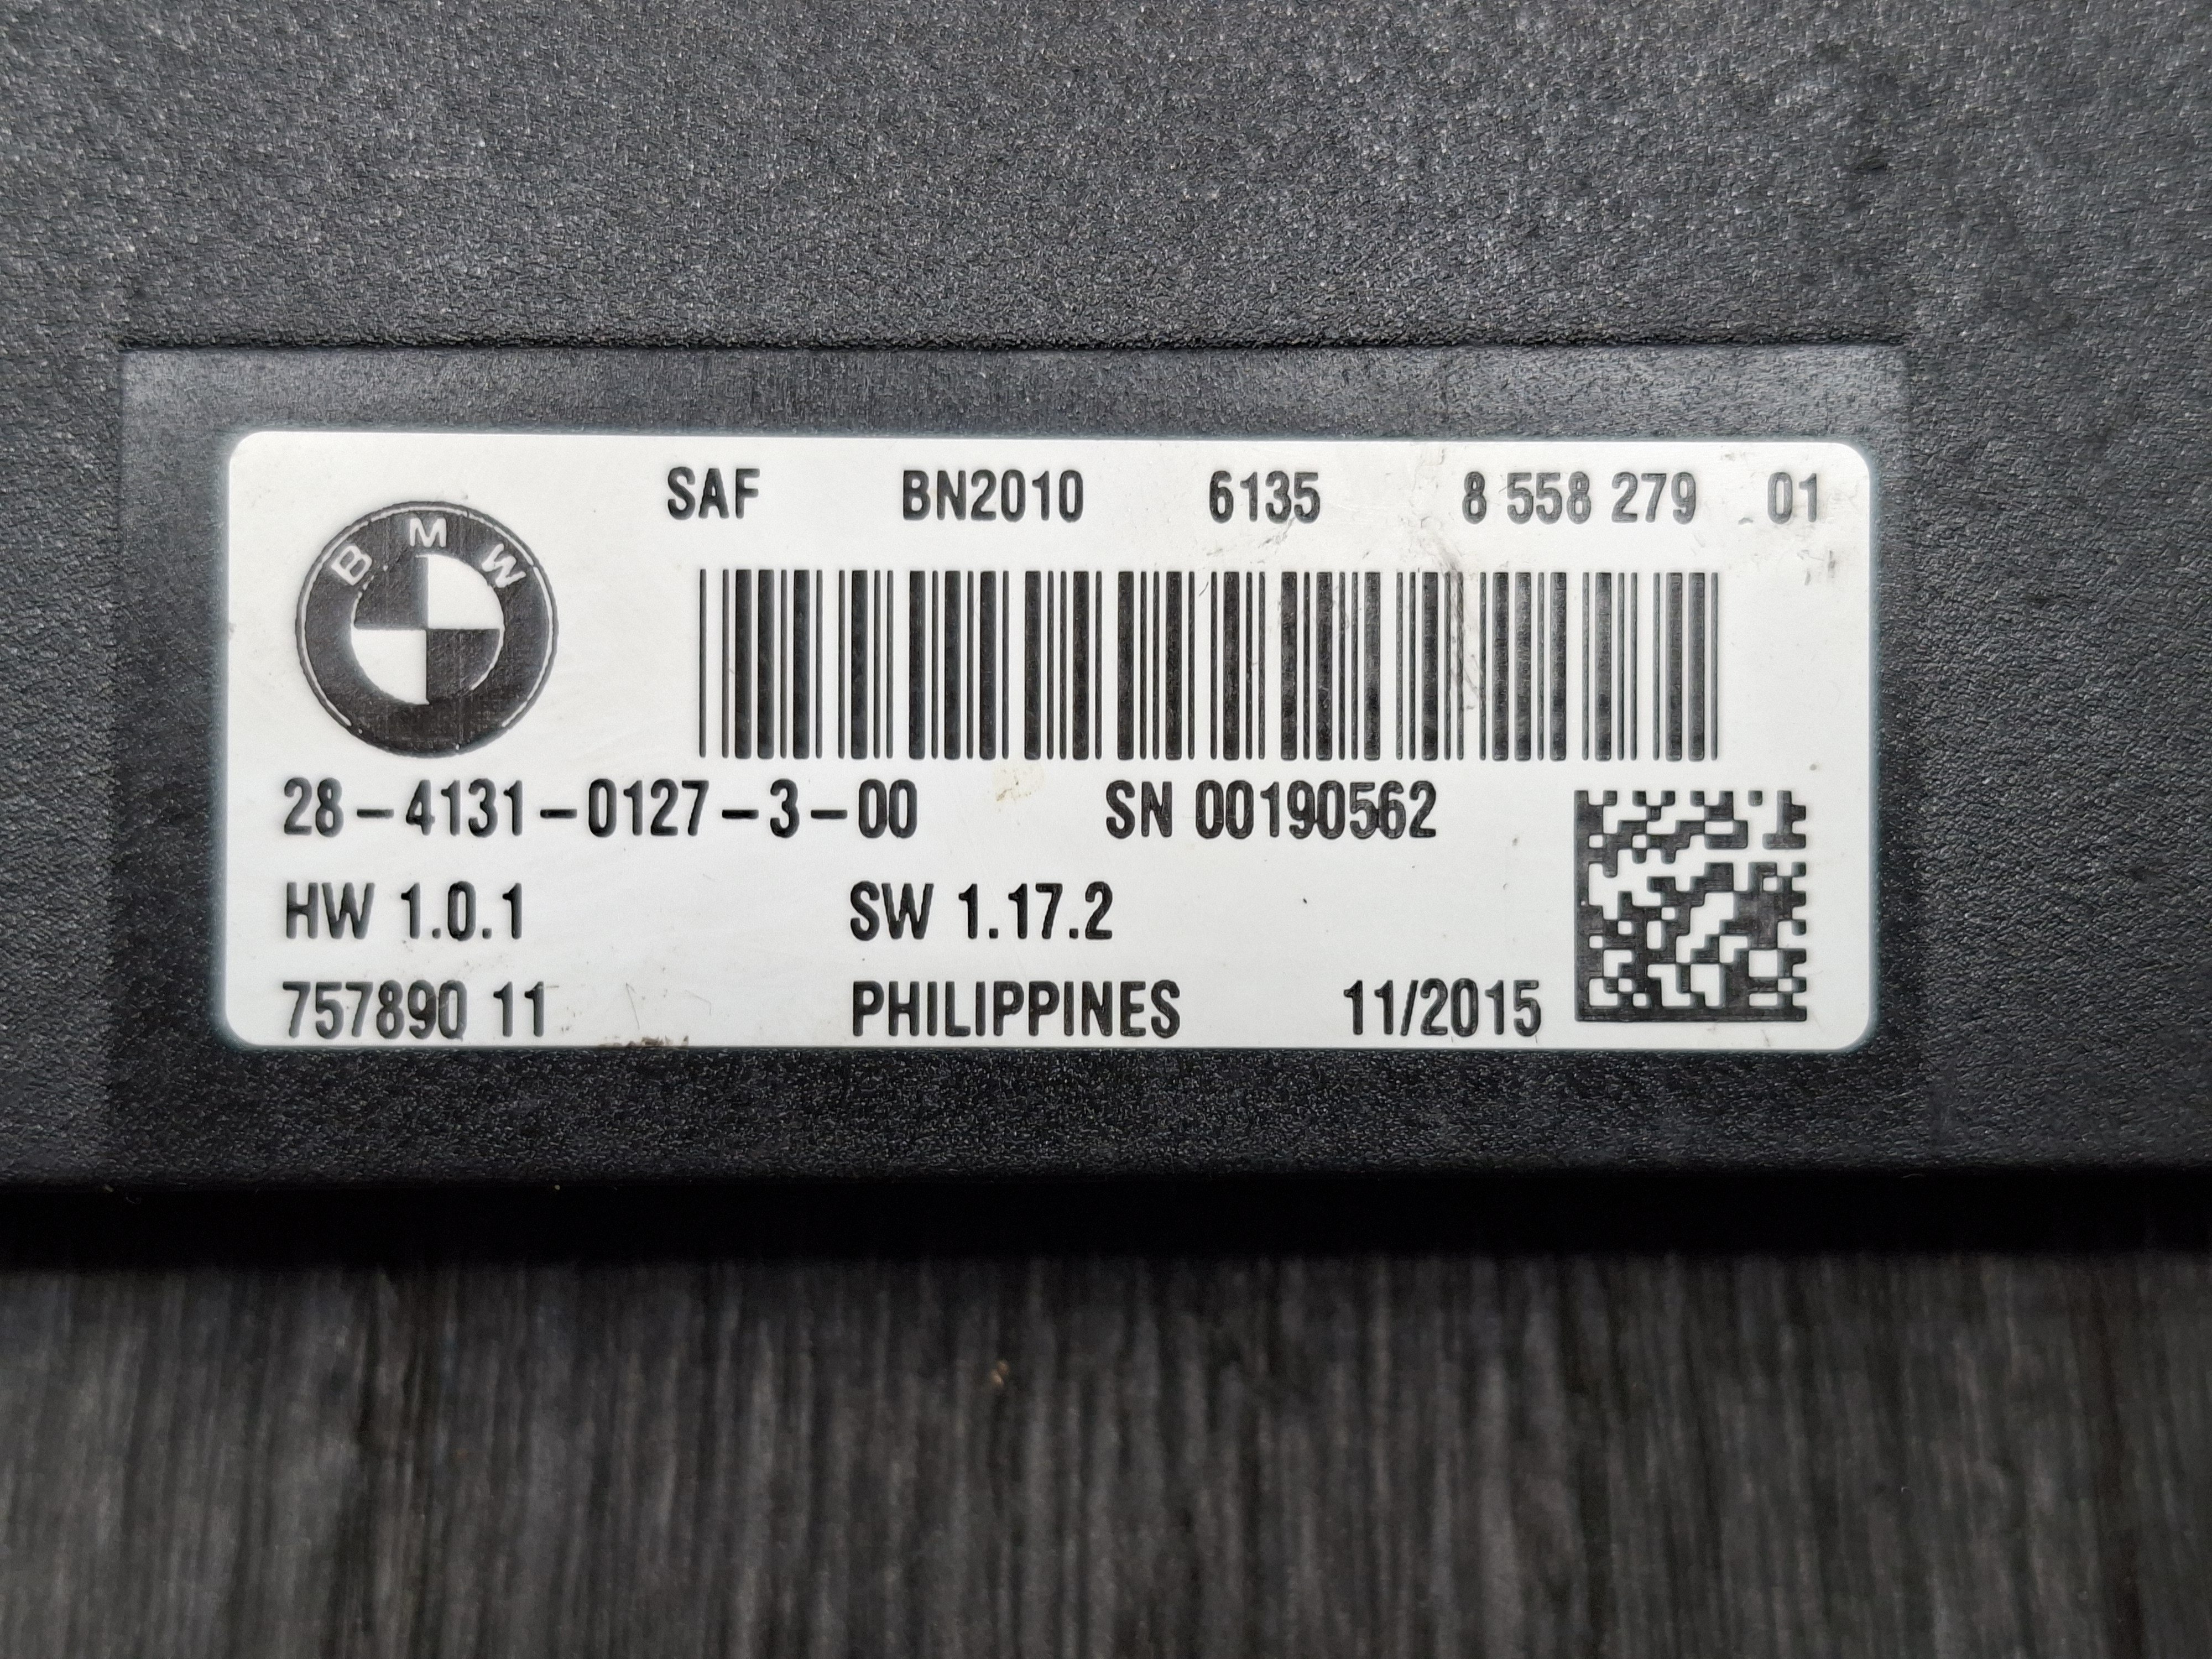 SAF BN2010 6135 8 558 279 01
BMW
28-4131-0127-3-00 SN 00190562
HW 1.0.1 SW 1.17.2
757890 11 PHILIPPINES 11/2015